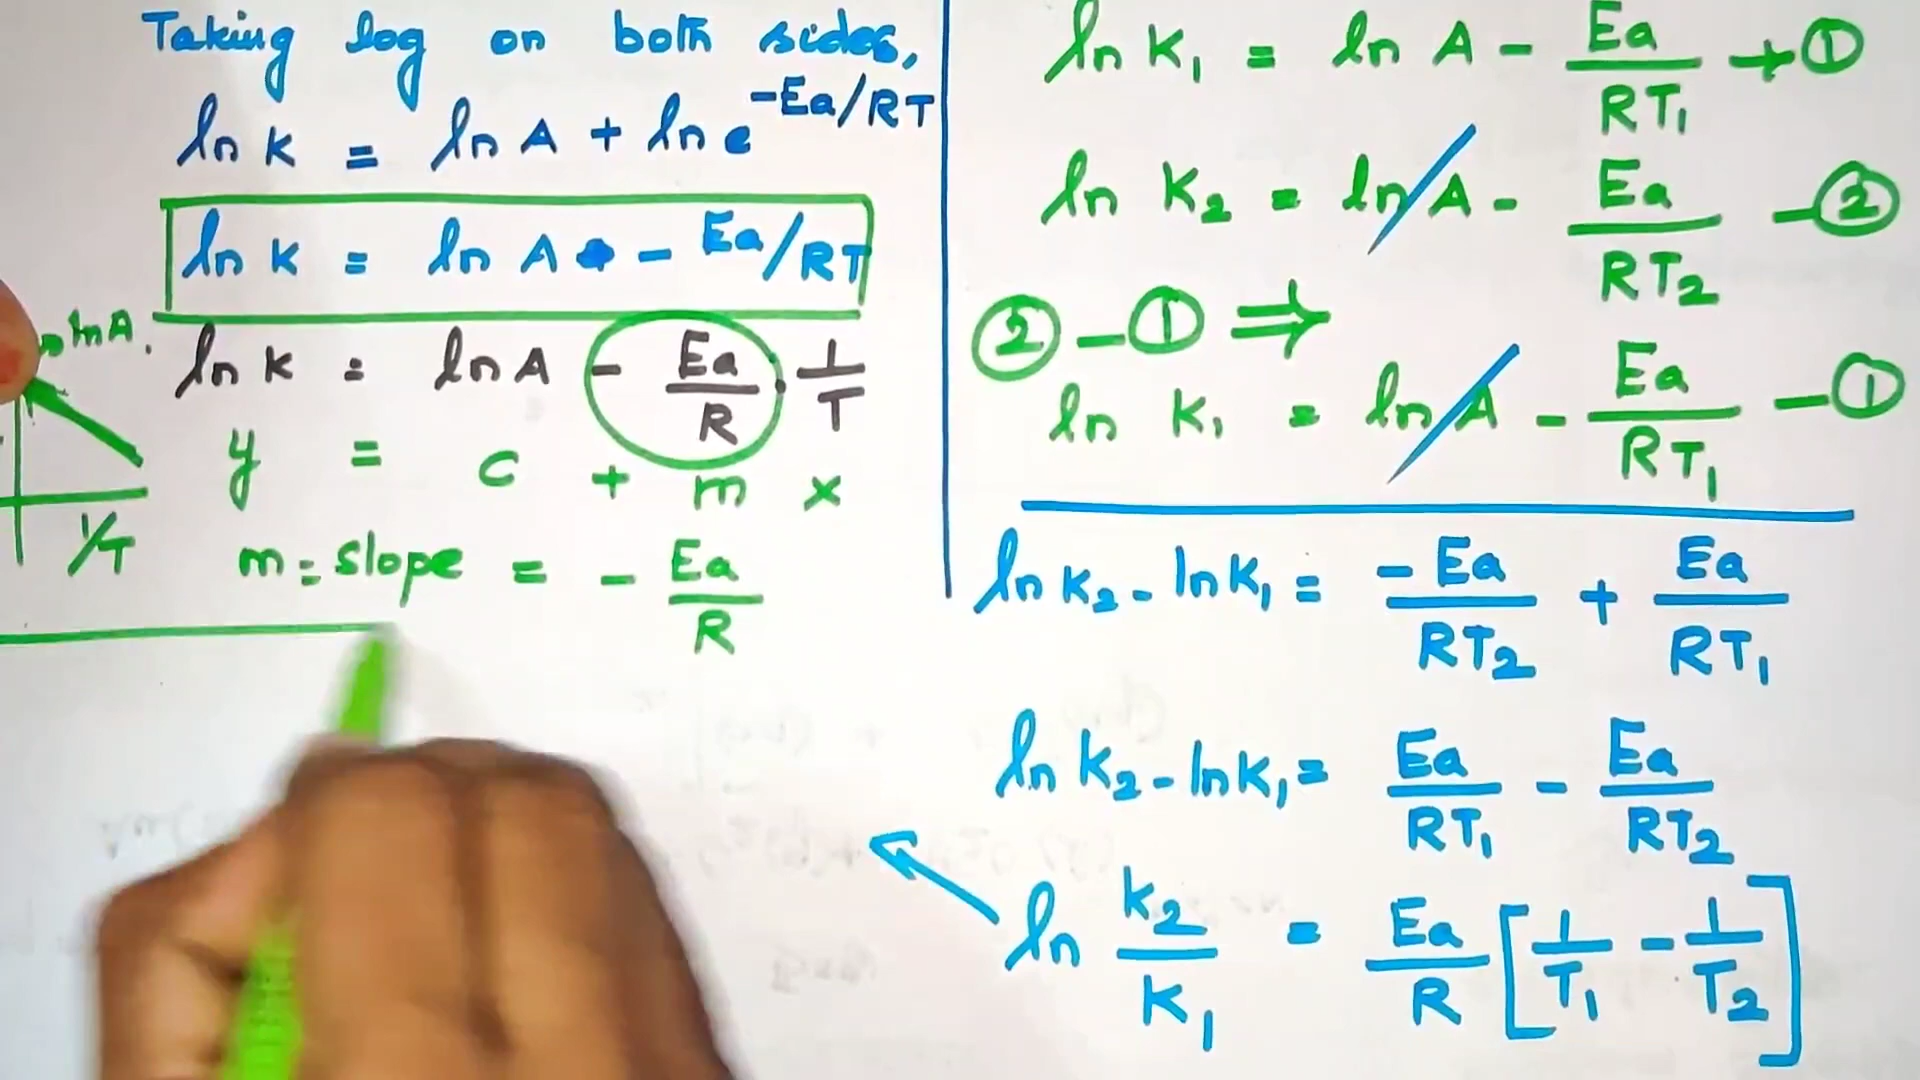 Taking log on both sides,
ln K = ln A + ln e^-Ea/RT
ln K = ln A - Ea/RT
ln A.
ln K = ln A - Ea/R . 1/T
y = c + m x
1/T
m = slope = - Ea/R
ln K₁ = ln A - Ea/RT₁ → ①
ln K₂ = ln A - Ea/RT₂ - ②
② - ① ⇒
ln K₁ = ln A - Ea/RT₁ - ①
ln K₂ - ln K₁ = -Ea/RT₂ + Ea/RT₁
ln K₂ - ln K₁ = Ea/RT₁ - Ea/RT₂
ln K₂/K₁ = Ea/R [1/T₁ - 1/T₂]